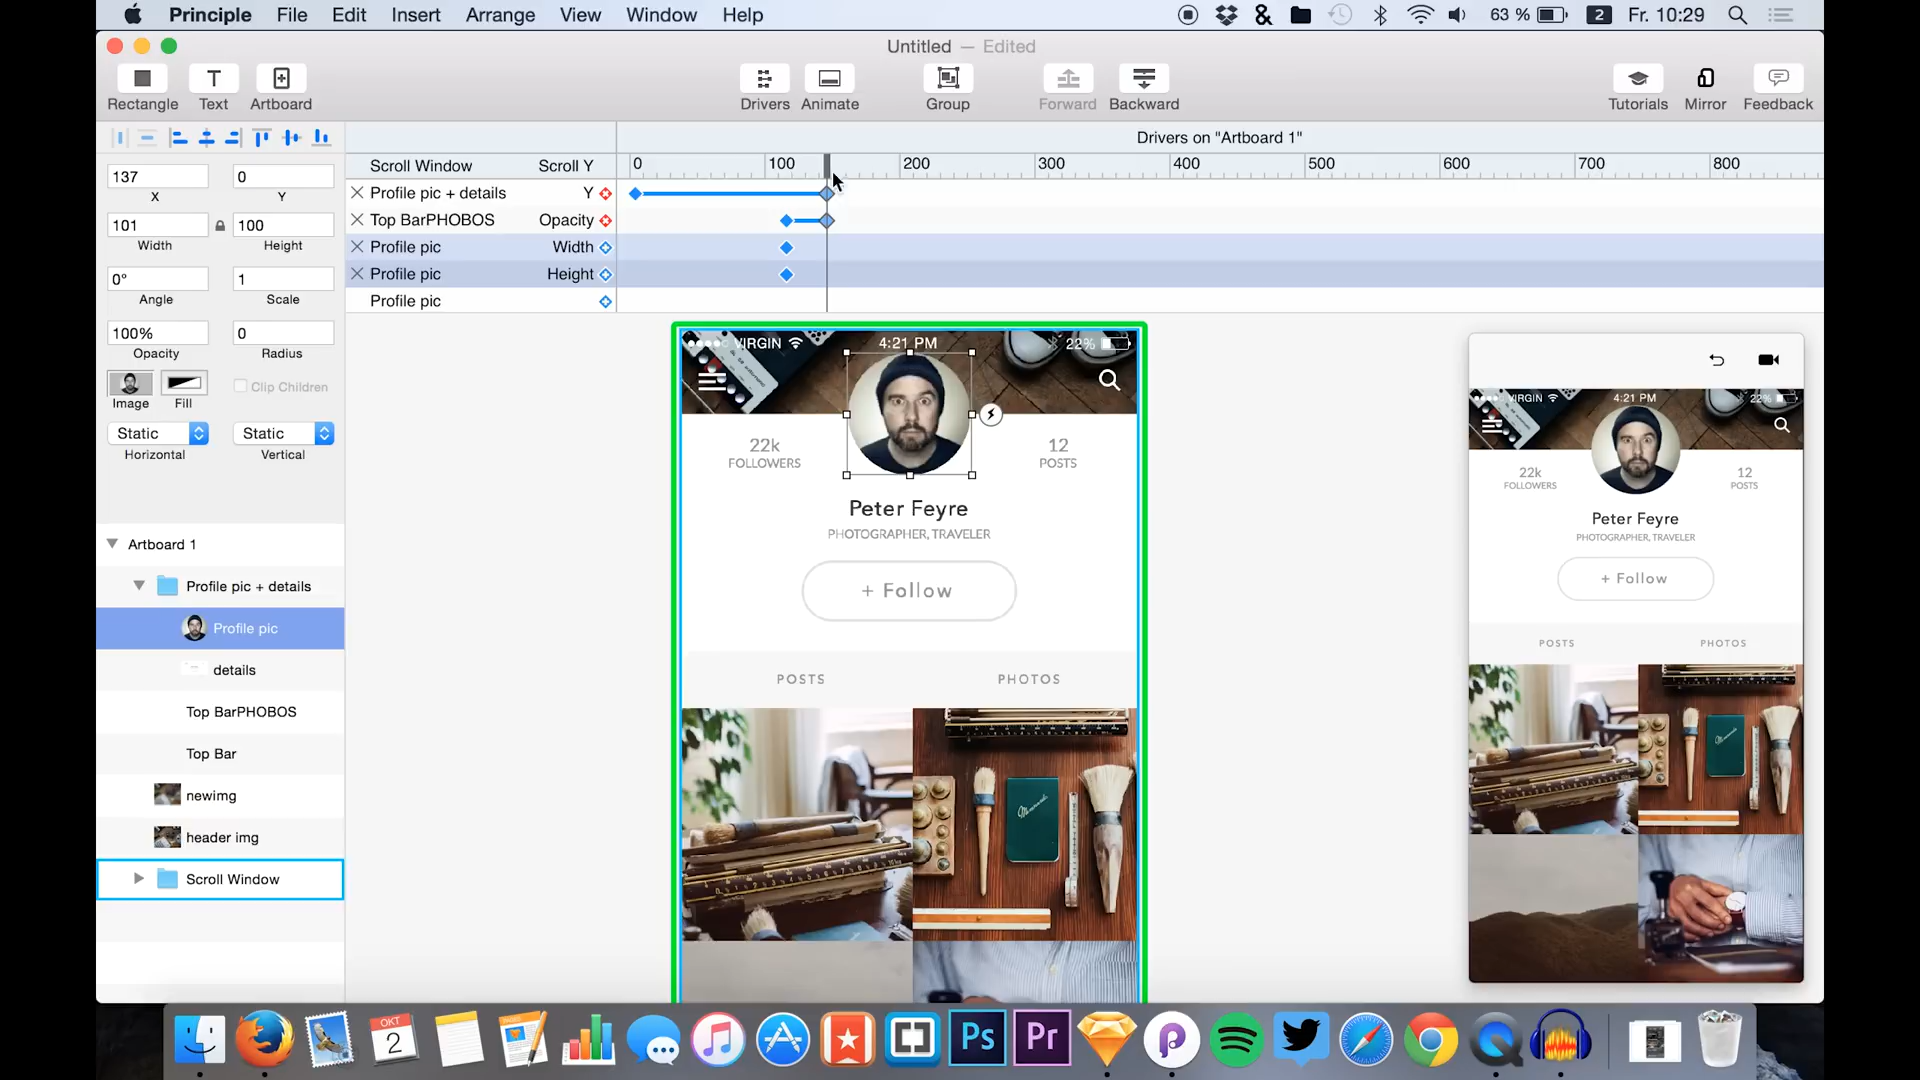 Principle File Edit Insert Arrange View Window Help
63 % 2 Fr. 10:29
Untitled — Edited
Rectangle Text Artboard Drivers Animate Group Forward Backward Tutorials Mirror Feedback
Drivers on "Artboard 1"
Scroll Window Scroll Y 0 100 200 300 400 500 600 700 800
Profile pic + details Y
Top BarPHOBOS Opacity
Profile pic Width
Profile pic Height
Profile pic
137 0
X Y
101 100
Width Height
0° 1
Angle Scale
100% 0
Opacity Radius
Clip Children
Image Fill
Static Static
Horizontal Vertical
Artboard 1
Profile pic + details
Profile pic
details
Top BarPHOBOS
Top Bar
newimg
header img
Scroll Window
VIRGIN 4:21 PM 22%
22k
FOLLOWERS
12
POSTS
Peter Feyre
PHOTOGRAPHER, TRAVELER
+ Follow
POSTS PHOTOS
VIRGIN 4:21 PM 22%
22k
FOLLOWERS
12
POSTS
Peter Feyre
PHOTOGRAPHER, TRAVELER
+ Follow
POSTS PHOTOS
OKT
2
Ps
Pr